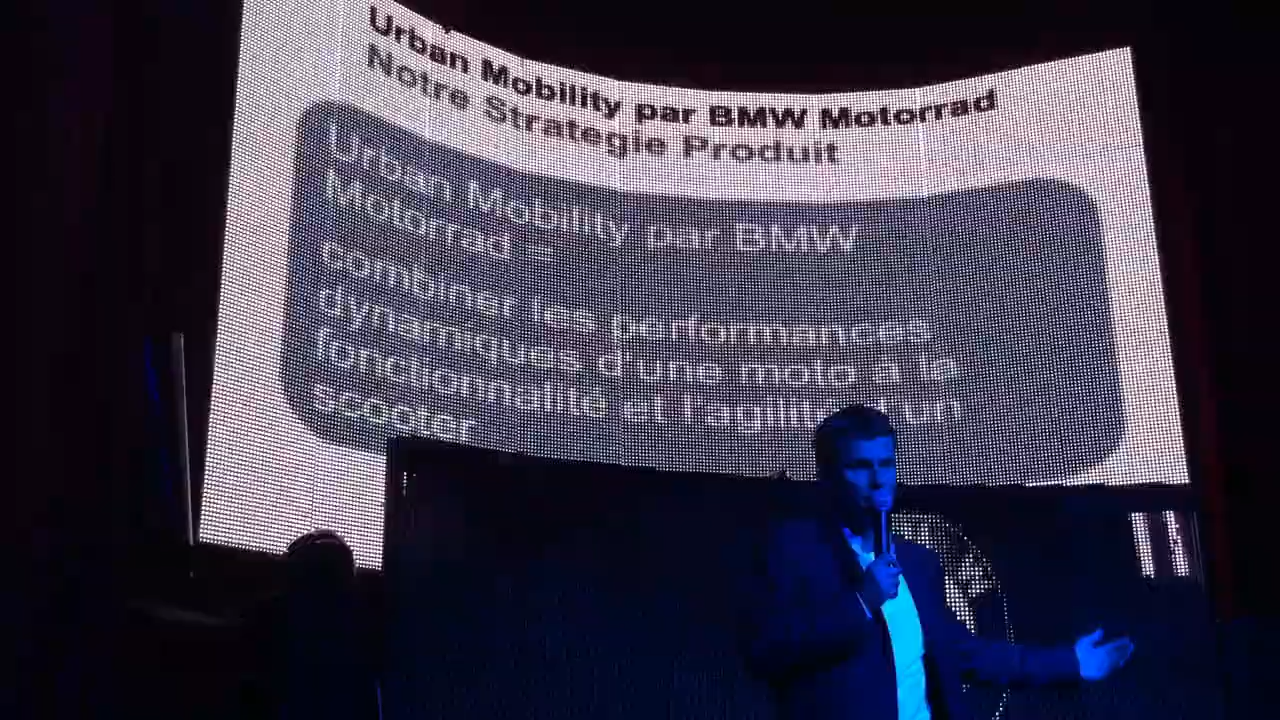 Urban Mobility par BMW Motorrad
Notre Strategie Produit
Urban Mobility par BMW
Motorrad =
combiner les performances
dynamiques d'une moto à la
fonctionnalité et l'agilité d'un
scooter